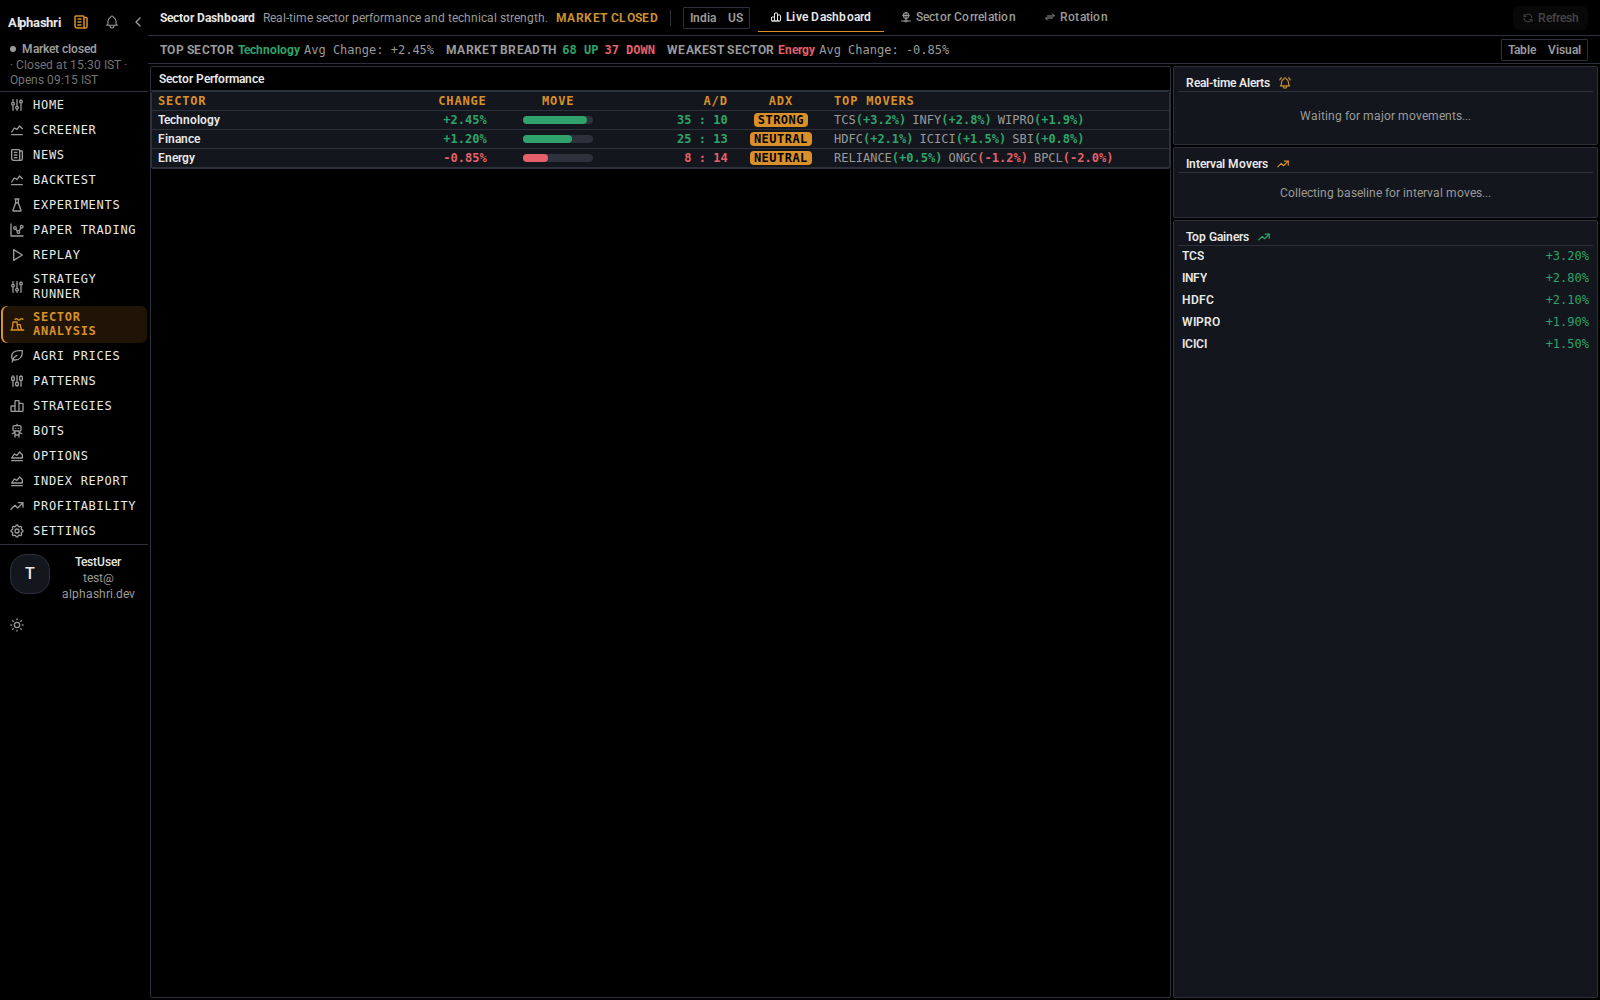 Alphashri
Market closed
· Closed at 15:30 IST ·
Opens 09:15 IST
HOME
SCREENER
NEWS
BACKTEST
EXPERIMENTS
PAPER TRADING
REPLAY
STRATEGY
RUNNER
SECTOR
ANALYSIS
AGRI PRICES
PATTERNS
STRATEGIES
BOTS
OPTIONS
INDEX REPORT
PROFITABILITY
SETTINGS
T
TestUser
test@
alphashri.dev
Sector Dashboard Real-time sector performance and technical strength. MARKET CLOSED India US Live Dashboard Sector Correlation Rotation Refresh
TOP SECTOR Technology Avg Change: +2.45% MARKET BREADTH 68 UP 37 DOWN WEAKEST SECTOR Energy Avg Change: -0.85% Table Visual
Sector Performance
SECTOR CHANGE MOVE A/D ADX TOP MOVERS
Technology +2.45% 35 : 10 STRONG TCS(+3.2%) INFY(+2.8%) WIPRO(+1.9%)
Finance +1.20% 25 : 13 NEUTRAL HDFC(+2.1%) ICICI(+1.5%) SBI(+0.8%)
Energy -0.85% 8 : 14 NEUTRAL RELIANCE(+0.5%) ONGC(-1.2%) BPCL(-2.0%)
Real-time Alerts
Waiting for major movements...
Interval Movers
Collecting baseline for interval moves...
Top Gainers
TCS +3.20%
INFY +2.80%
HDFC +2.10%
WIPRO +1.90%
ICICI +1.50%